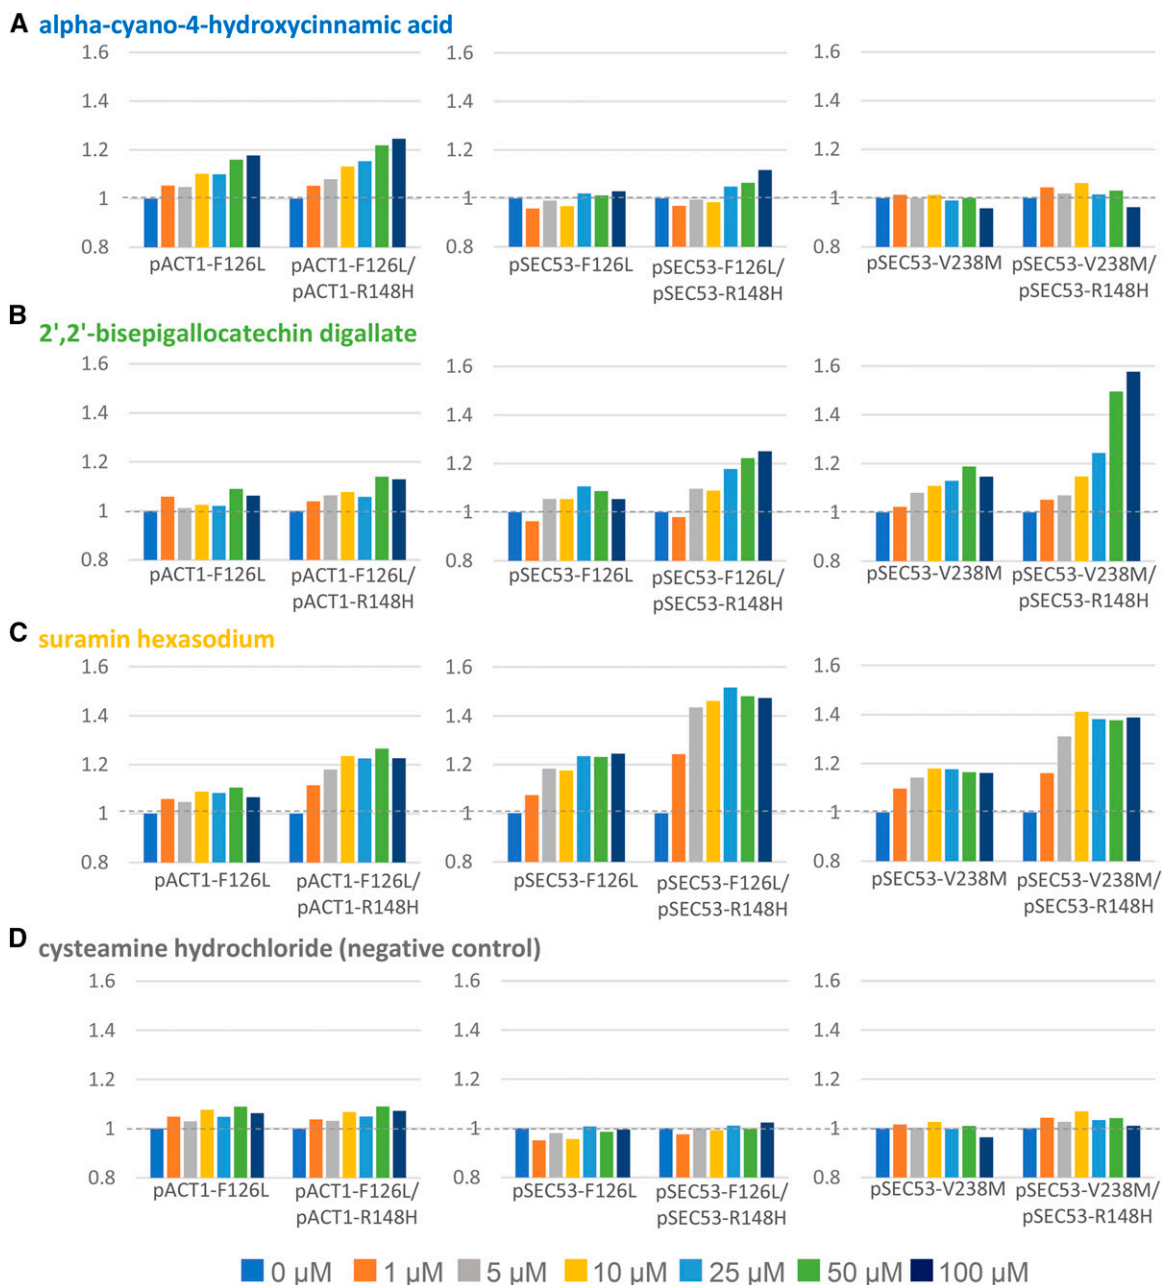 A alpha-cyano-4-hydroxycinnamic acid
1.6
1.4
1.2
1
0.8
pACT1-F126L
pACT1-F126L/
pACT1-R148H
1.6
1.4
1.2
1
0.8
pSEC53-F126L
pSEC53-F126L/
pSEC53-R148H
1.6
1.4
1.2
1
0.8
pSEC53-V238M
pSEC53-V238M/
pSEC53-R148H
B 2',2'-bisepigallocatechin digallate
1.6
1.4
1.2
1
0.8
pACT1-F126L
pACT1-F126L/
pACT1-R148H
1.6
1.4
1.2
1
0.8
pSEC53-F126L
pSEC53-F126L/
pSEC53-R148H
1.6
1.4
1.2
1
0.8
pSEC53-V238M
pSEC53-V238M/
pSEC53-R148H
C suramin hexasodium
1.6
1.4
1.2
1
0.8
pACT1-F126L
pACT1-F126L/
pACT1-R148H
1.6
1.4
1.2
1
0.8
pSEC53-F126L
pSEC53-F126L/
pSEC53-R148H
1.6
1.4
1.2
1
0.8
pSEC53-V238M
pSEC53-V238M/
pSEC53-R148H
D cysteamine hydrochloride (negative control)
1.6
1.4
1.2
1
0.8
pACT1-F126L
pACT1-F126L/
pACT1-R148H
1.6
1.4
1.2
1
0.8
pSEC53-F126L
pSEC53-F126L/
pSEC53-R148H
1.6
1.4
1.2
1
0.8
pSEC53-V238M
pSEC53-V238M/
pSEC53-R148H
0 µM 1 µM 5 µM 10 µM 25 µM 50 µM 100 µM